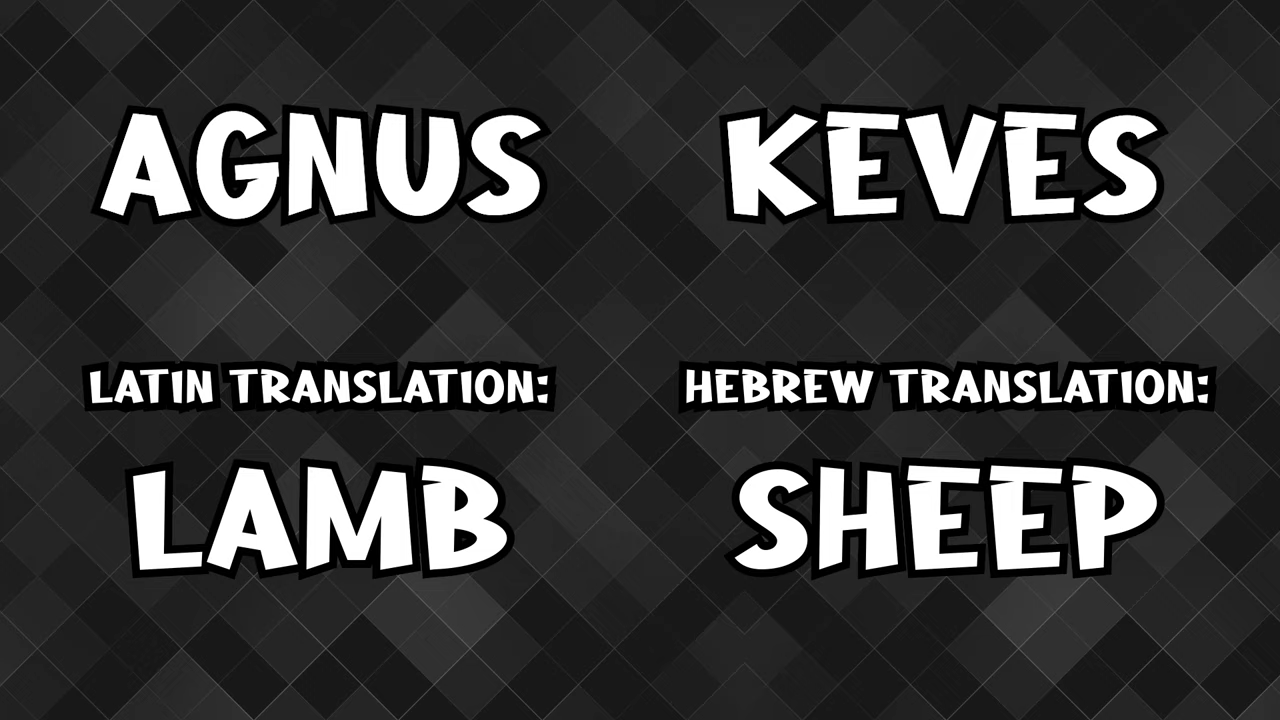 AGNUS
KEVES
LATIN TRANSLATION:
HEBREW TRANSLATION:
LAMB
SHEEP